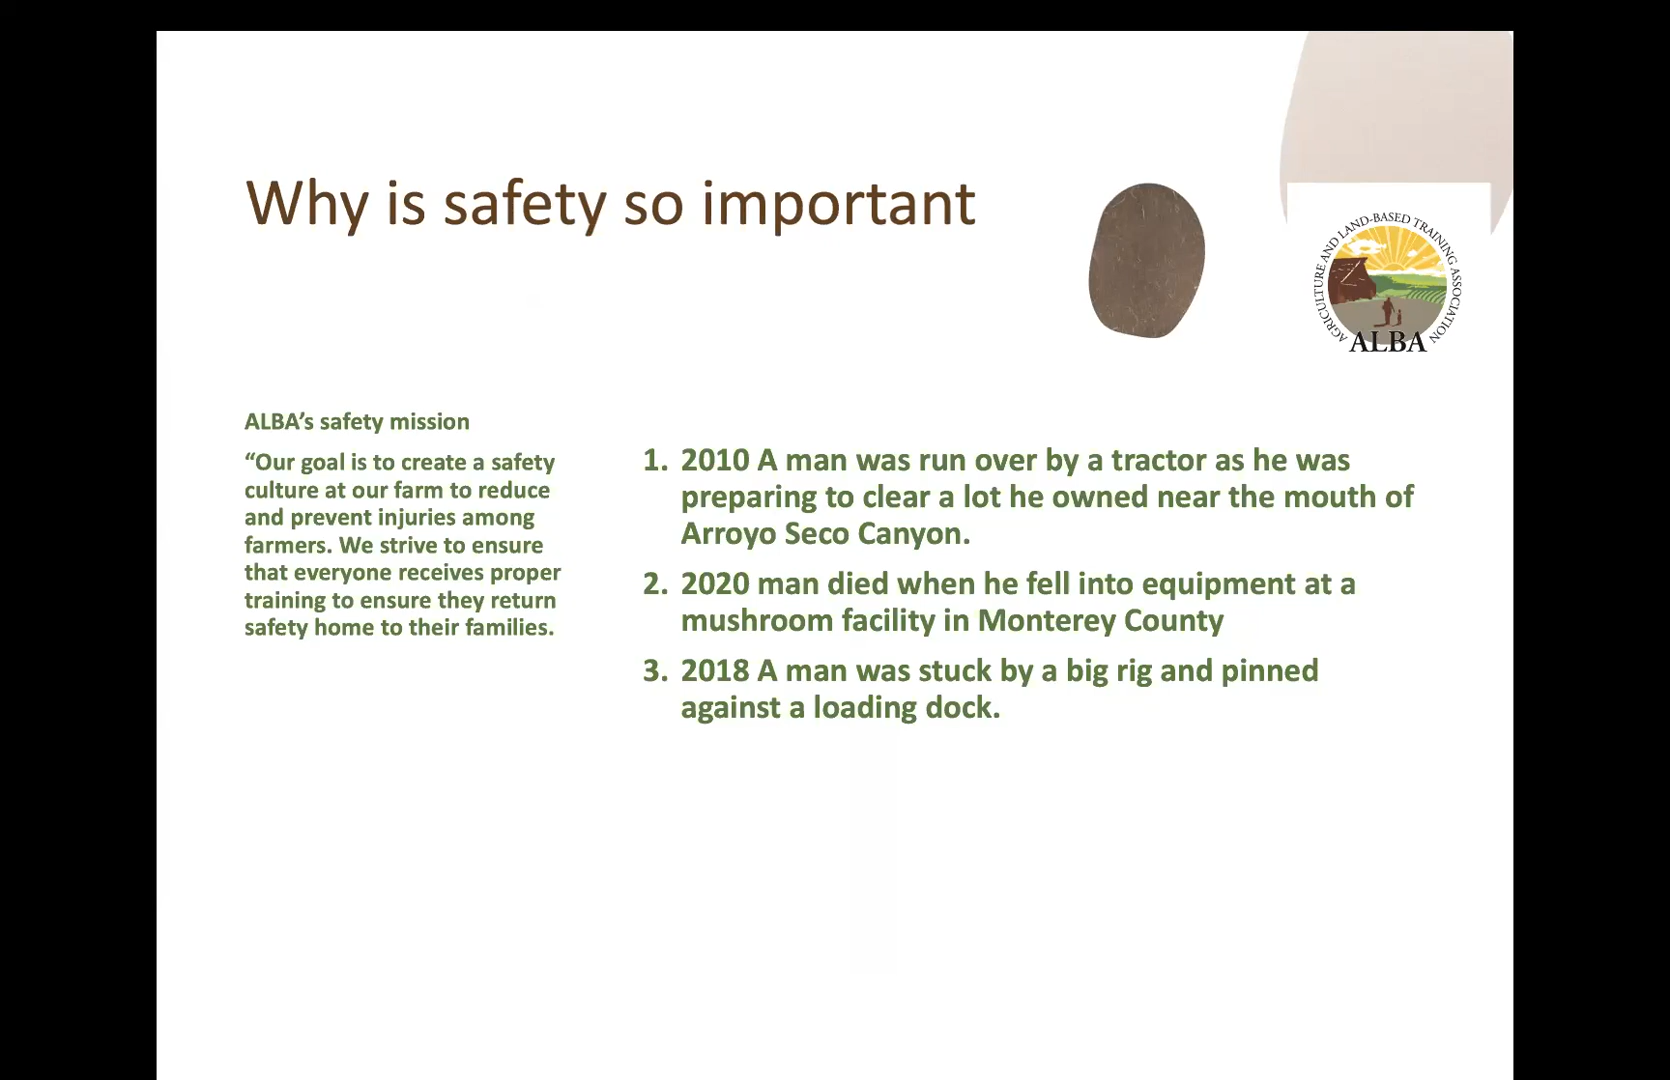 Why is safety so important
AGRICULTURE AND LAND-BASED TRAINING ASSOCIATION
ALBA
ALBA’s safety mission
“Our goal is to create a safety
culture at our farm to reduce
and prevent injuries among
farmers. We strive to ensure
that everyone receives proper
training to ensure they return
safety home to their families.
1. 2010 A man was run over by a tractor as he was
preparing to clear a lot he owned near the mouth of
Arroyo Seco Canyon.
2. 2020 man died when he fell into equipment at a
mushroom facility in Monterey County
3. 2018 A man was stuck by a big rig and pinned
against a loading dock.